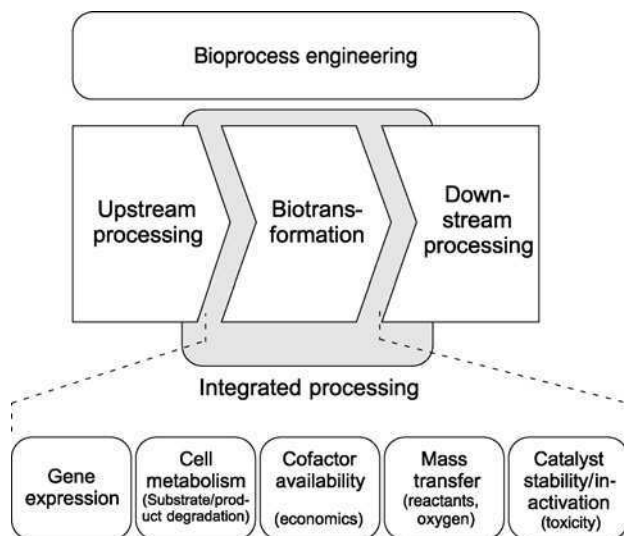 Bioprocess engineering
Upstream
processing
Biotrans-
formation
Down-
stream
processing
Integrated processing
Gene
expression
Cell
metabolism
(Substrate/prod-
uct degradation)
Cofactor
availability
(economics)
Mass
transfer
(reactants,
oxygen)
Catalyst
stability/in-
activation
(toxicity)